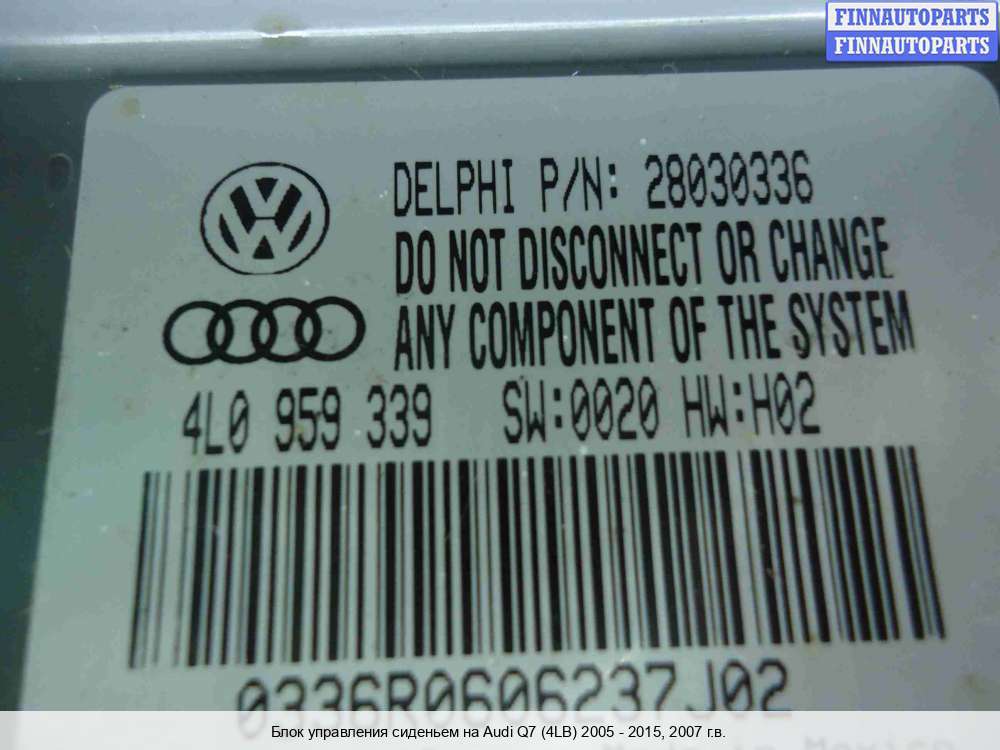 FINNAUTOPARTS
FINNAUTOPARTS
DELPHI P/N: 28030336
DO NOT DISCONNECT OR CHANGE
ANY COMPONENT OF THE SYSTEM
4L0 959 339 SW:0020 HW:H02
0336R0606237J02
Блок управления сиденьем на Audi Q7 (4LB) 2005 - 2015, 2007 г.в.